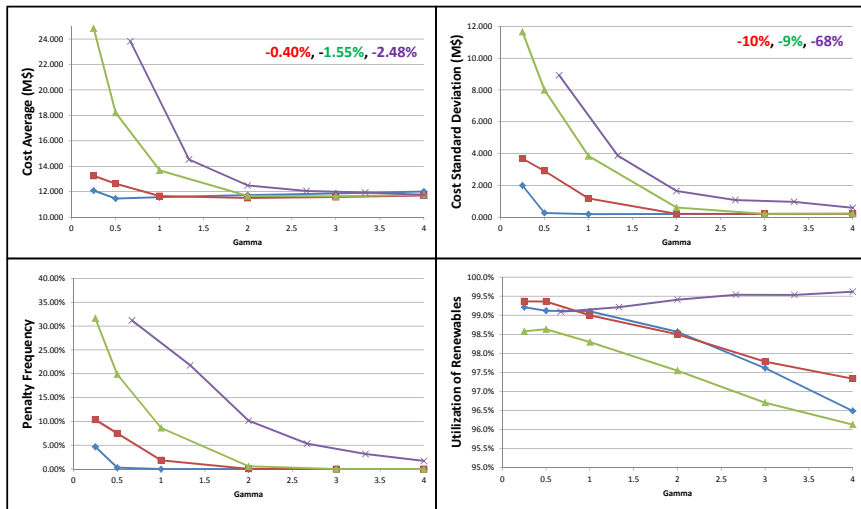 -0.40%, -1.55%, -2.48%
Cost Average (M$)
24.000
22.000
20.000
18.000
16.000
14.000
12.000
10.000
0 0.5 1 1.5 2 2.5 3 3.5 4
Gamma
-10%, -9%, -68%
Cost Standard Deviation (M$)
12.000
10.000
8.000
6.000
4.000
2.000
0.000
0 0.5 1 1.5 2 2.5 3 3.5 4
Gamma
Penalty Frequency
40.00%
35.00%
30.00%
25.00%
20.00%
15.00%
10.00%
5.00%
0.00%
0 0.5 1 1.5 2 2.5 3 3.5 4
Gamma
Utilization of Renewables
100.0%
99.5%
99.0%
98.5%
98.0%
97.5%
97.0%
96.5%
96.0%
95.5%
95.0%
0 0.5 1 1.5 2 2.5 3 3.5 4
Gamma